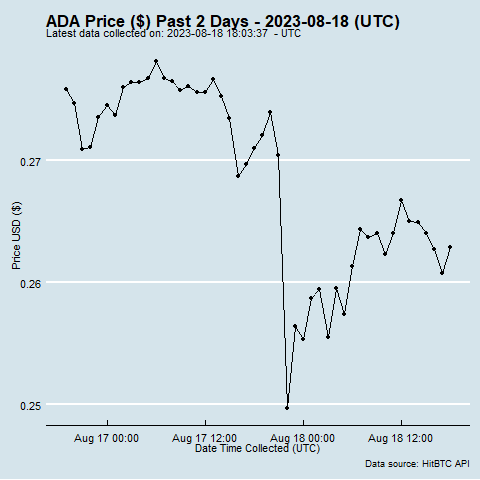 ADA Price ($) Past 2 Days - 2023-08-18 (UTC)
Latest data collected on: 2023-08-18 18:03:37  - UTC
0.27
0.26
0.25
Price USD ($)
Aug 17 00:00 Aug 17 12:00 Aug 18 00:00 Aug 18 12:00
Date Time Collected (UTC)
Data source: HitBTC API